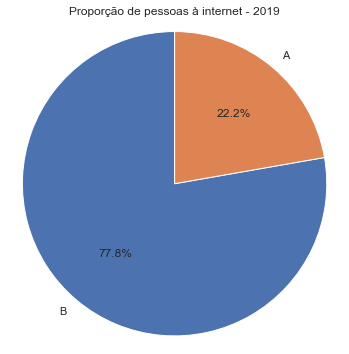 Proporção de pessoas à internet - 2019
A
22.2%
77.8%
B